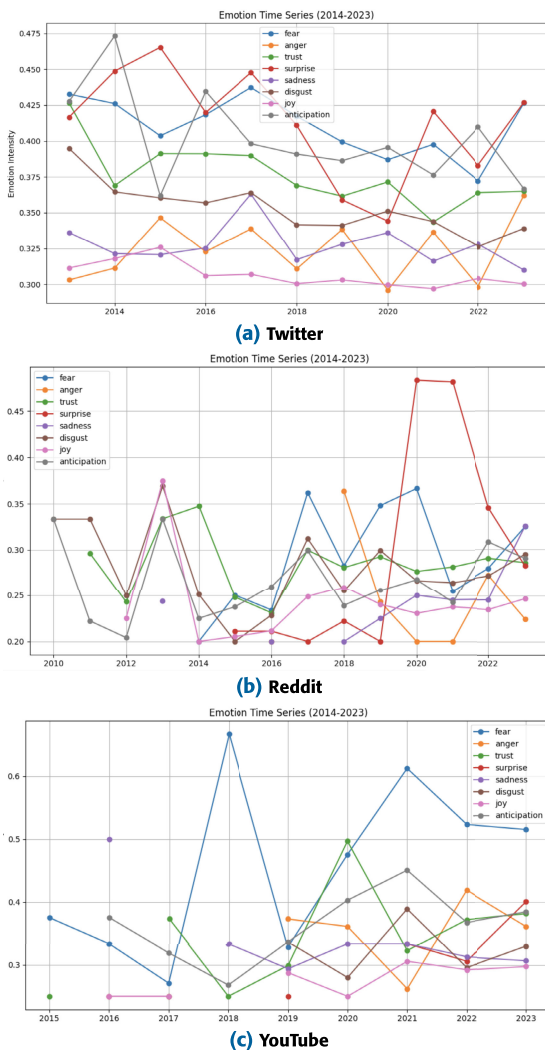 Emotion Time Series (2014-2023)
0.475
0.450
0.425
0.400
0.375
0.350
0.325
0.300
Emotion Intensity
fear
anger
trust
surprise
sadness
disgust
joy
anticipation
2014 2016 2018 2020 2022
(a) Twitter
Emotion Time Series (2014-2023)
fear
anger
trust
surprise
sadness
disgust
joy
anticipation
0.45
0.40
0.35
0.30
0.25
0.20
2010 2012 2014 2016 2018 2020 2022
(b) Reddit
Emotion Time Series (2014-2023)
fear
anger
trust
surprise
sadness
disgust
joy
anticipation
0.6
0.5
0.4
0.3
2015 2016 2017 2018 2019 2020 2021 2022 2023
(c) YouTube